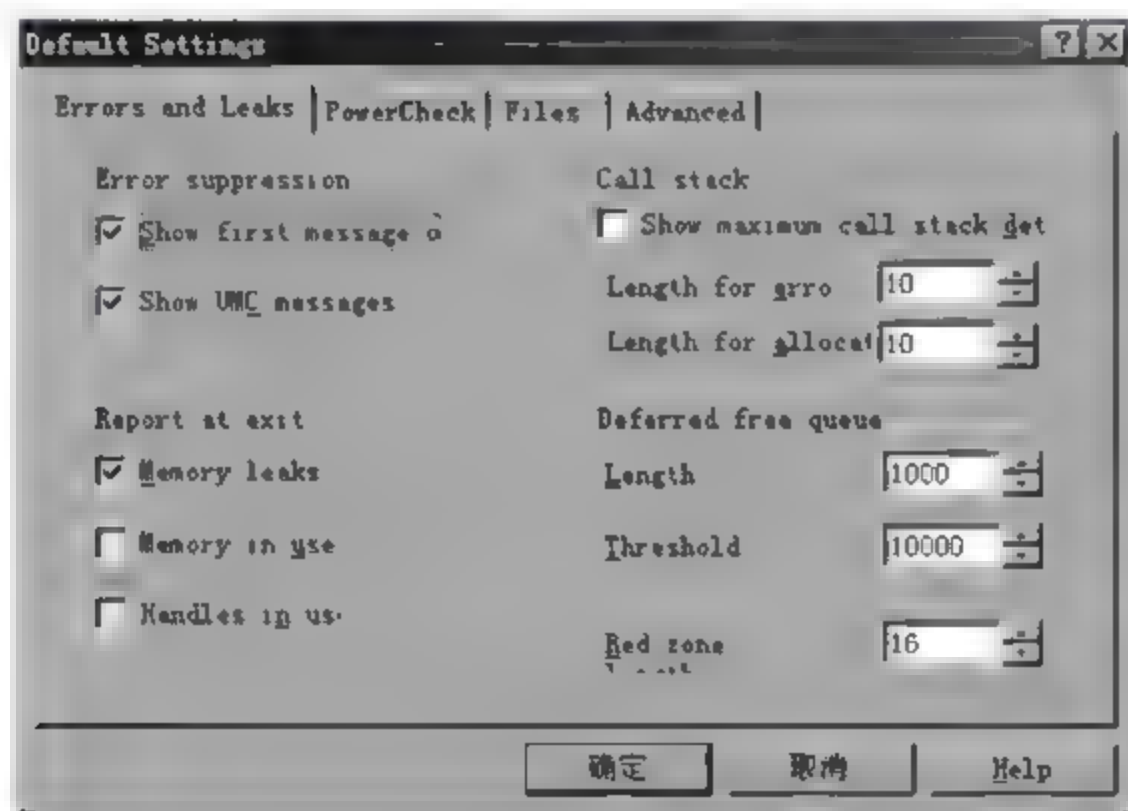 Default Settings
Errors and Leaks PowerCheck Files Advanced
Error suppression
Show first message o
Show UMC messages
Call stack
Show maximum call stack det
Length for erro 10
Length for allocati 10
Report at exit
Memory leaks
Memory in use
Handles in us
Deferred free queue
Length 1000
Threshold 10000
Red zone 16
确定 取消 Help